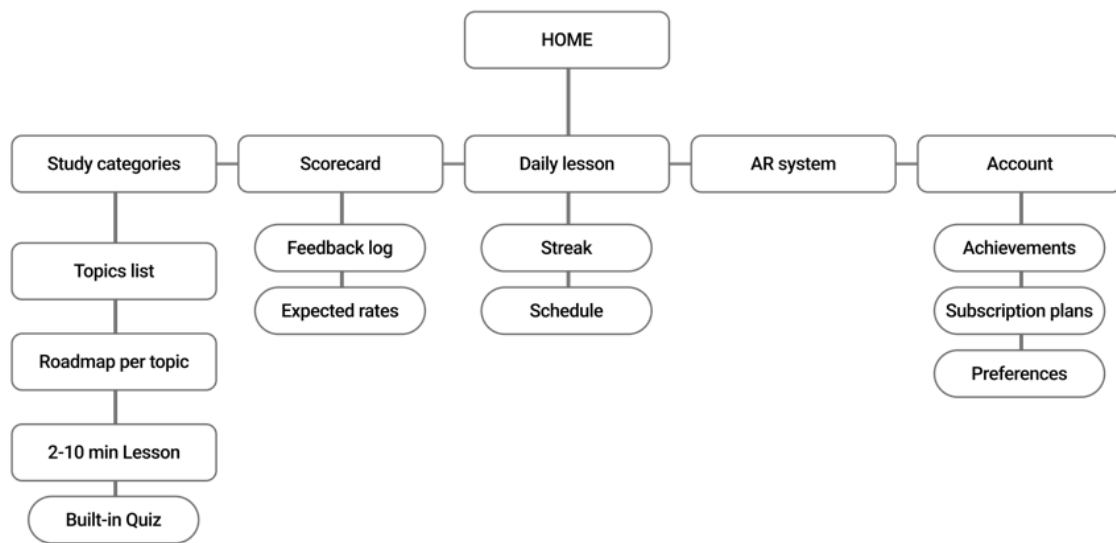 HOME
Study categories
Scorecard
Daily lesson
AR system
Account
Feedback log
Streak
Achievements
Topics list
Expected rates
Schedule
Subscription plans
Roadmap per topic
Preferences
2-10 min Lesson
Built-in Quiz